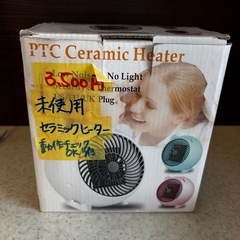 PTC Ceramic Heater
No Light
3,500円
Thermostat
UK Plug
未使用
セラミックヒーター
動作チェック
OK